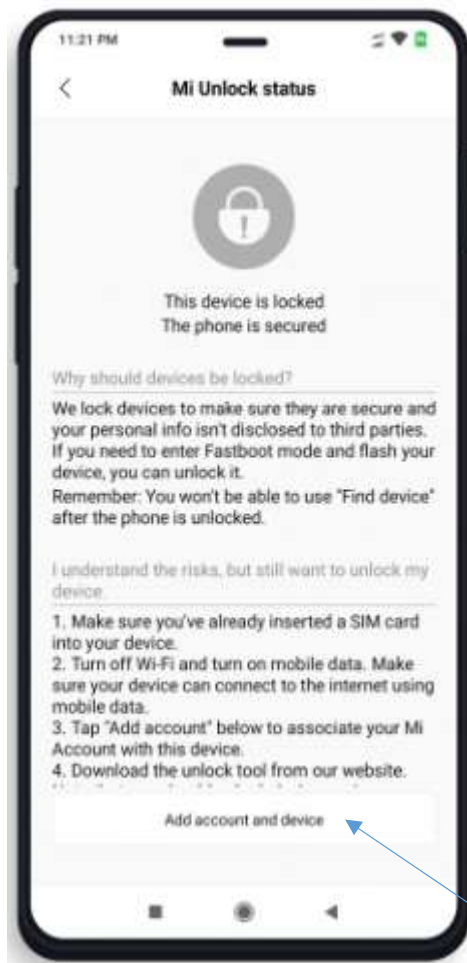 11:21 PM
Mi Unlock status
This device is locked
The phone is secured
Why should devices be locked?
We lock devices to make sure they are secure and
your personal info isn't disclosed to third parties.
If you need to enter Fastboot mode and flash your
device, you can unlock it.
Remember: You won't be able to use "Find device"
after the phone is unlocked.
I understand the risks, but still want to unlock my
device.
1. Make sure you've already inserted a SIM card
into your device.
2. Turn off Wi-Fi and turn on mobile data. Make
sure your device can connect to the internet using
mobile data.
3. Tap "Add account" below to associate your Mi
Account with this device.
4. Download the unlock tool from our website.
Add account and device